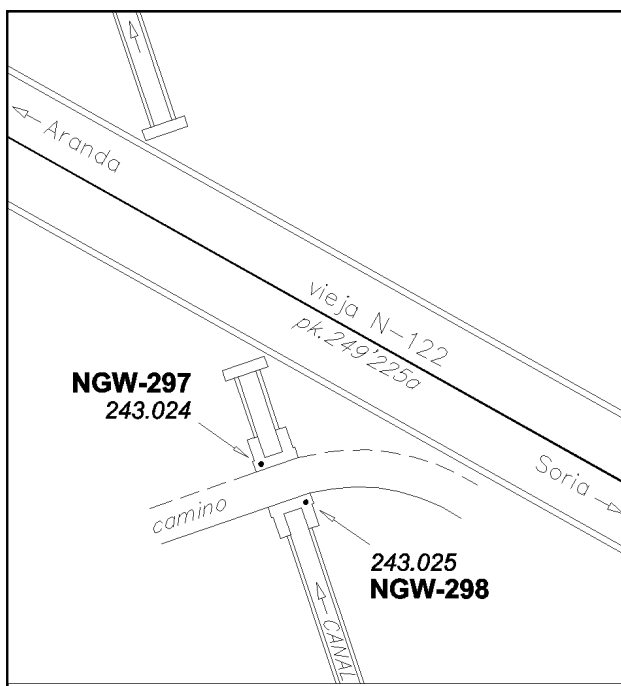 Aranda
vieja N-122
pk.249'225a
NGW-297
243.024
Soria
camino
243.025
NGW-298
CANAL